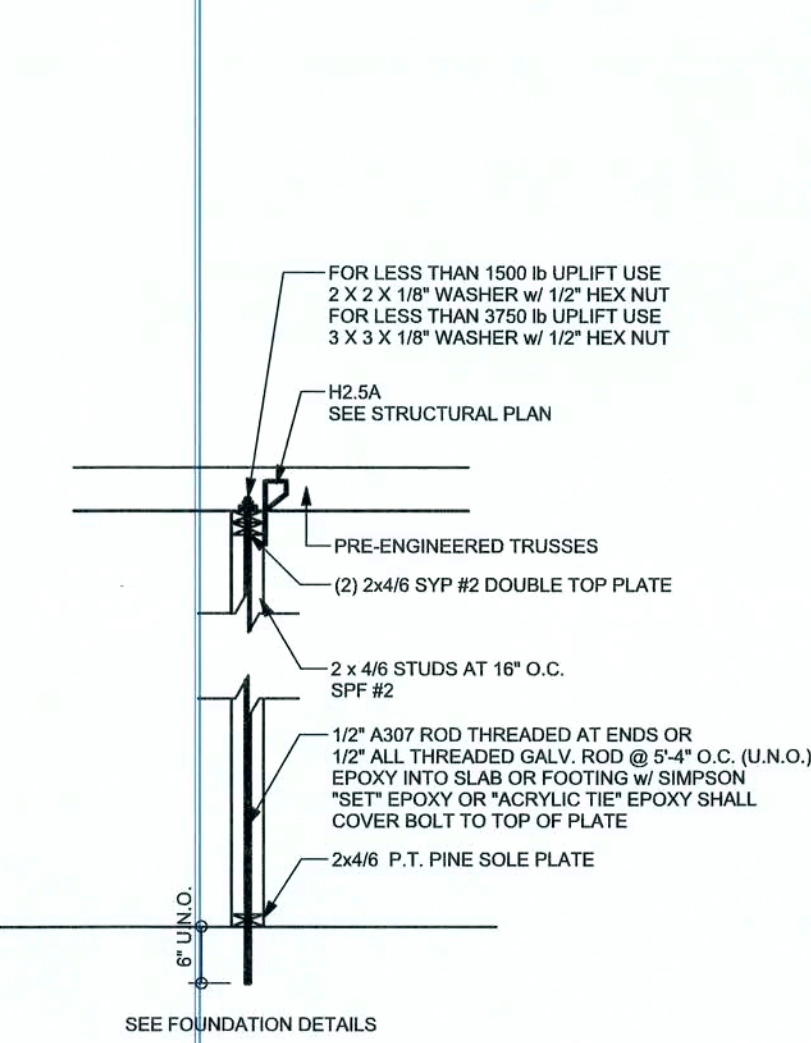 FOR LESS THAN 1500 lb UPLIFT USE
2 X 2 X 1/8" WASHER w/ 1/2" HEX NUT
FOR LESS THAN 3750 lb UPLIFT USE
3 X 3 X 1/8" WASHER w/ 1/2" HEX NUT
H2.5A
SEE STRUCTURAL PLAN
PRE-ENGINEERED TRUSSES
(2) 2x4/6 SYP #2 DOUBLE TOP PLATE
2 x 4/6 STUDS AT 16" O.C.
SPF #2
1/2" A307 ROD THREADED AT ENDS OR
1/2" ALL THREADED GALV. ROD @ 5'-4" O.C. (U.N.O.)
EPOXY INTO SLAB OR FOOTING w/ SIMPSON
"SET" EPOXY OR "ACRYLIC TIE" EPOXY SHALL
COVER BOLT TO TOP OF PLATE
2x4/6 P.T. PINE SOLE PLATE
6" U.N.O.
SEE FOUNDATION DETAILS